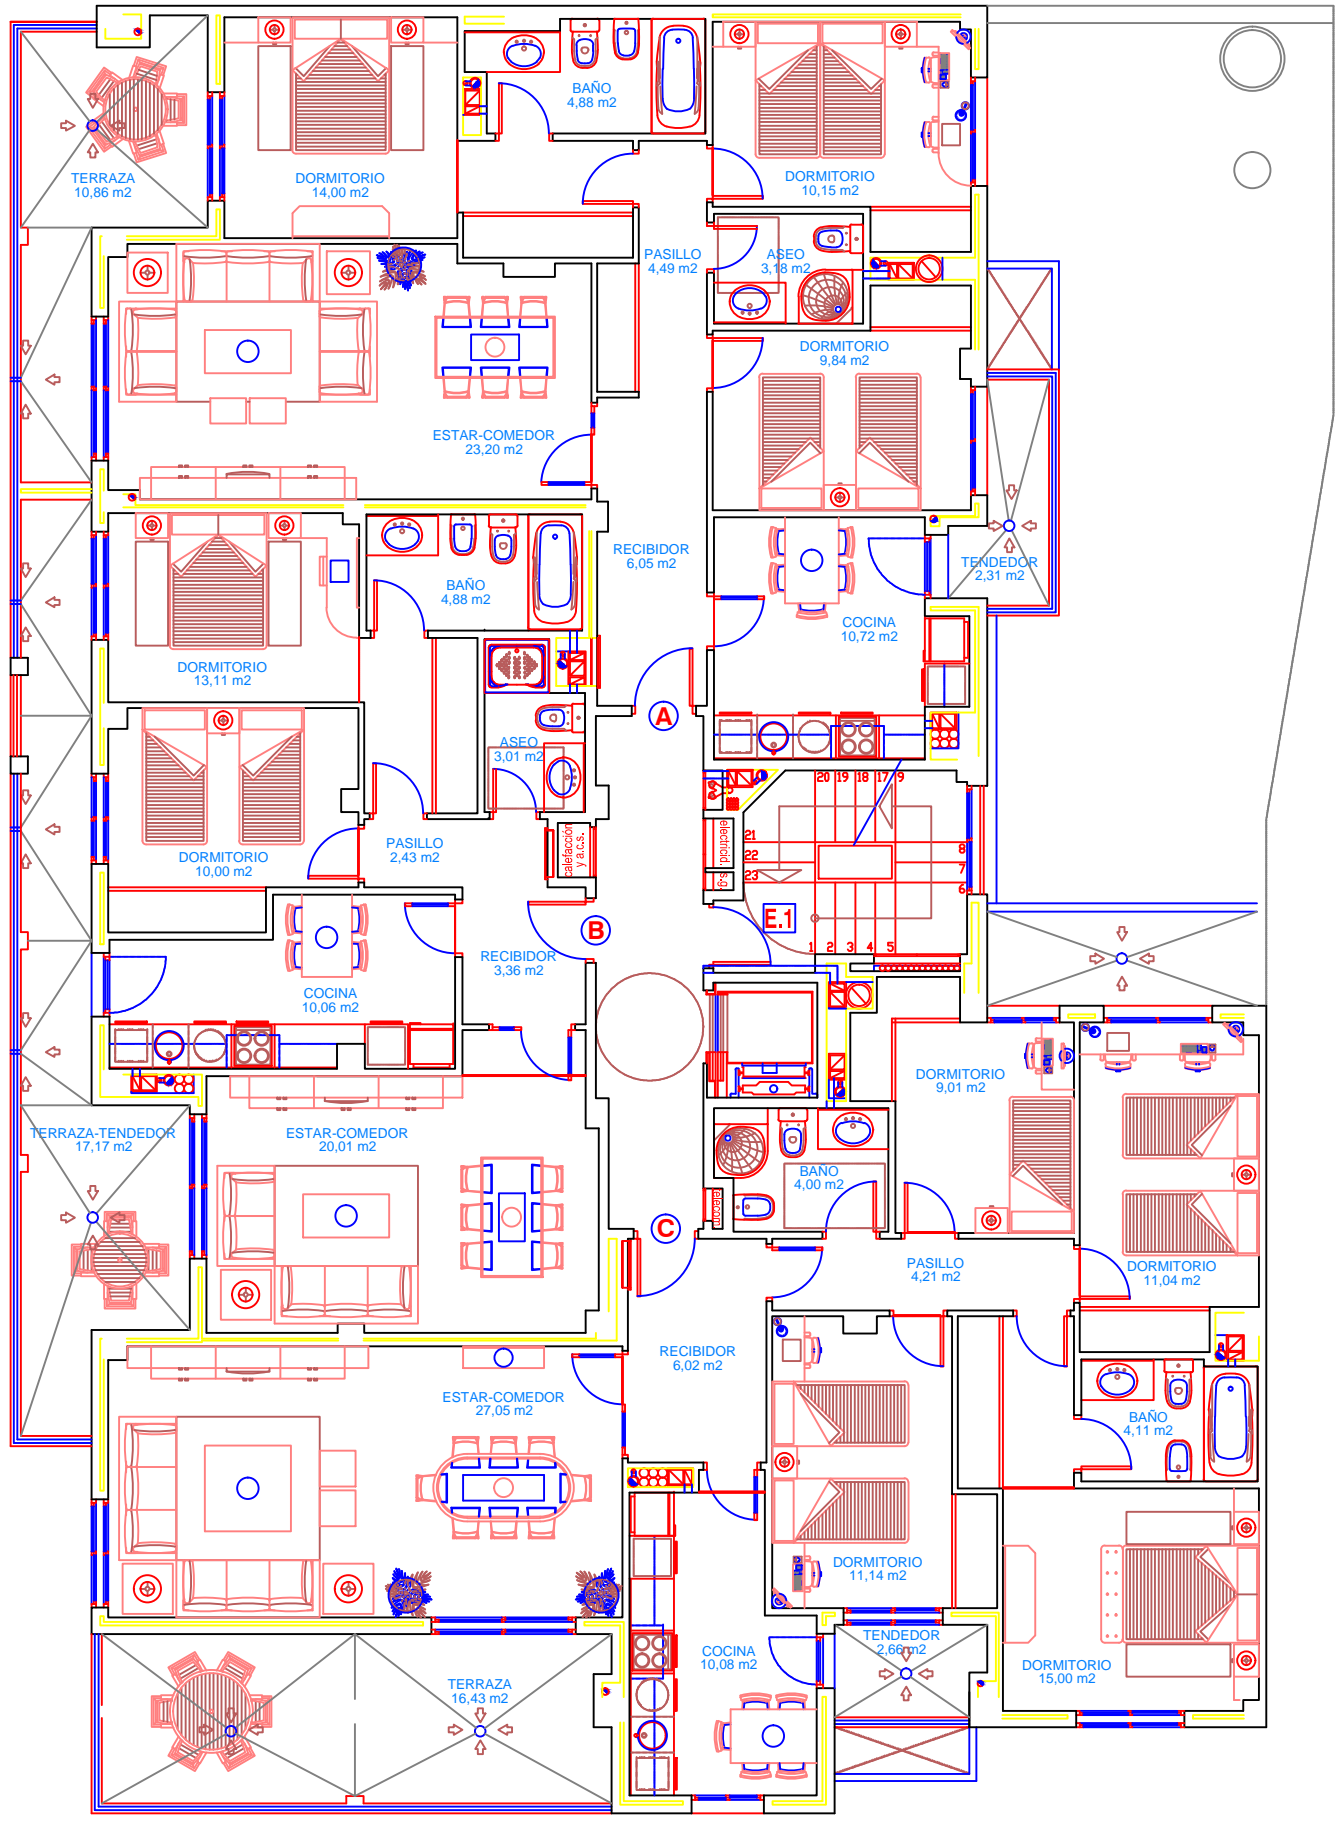 BAÑO
4,88 m2
TERRAZA
10,86 m2
DORMITORIO
14,00 m2
DORMITORIO
10,15 m2
PASILLO
4,49 m2
ASEO
3,18 m2
DORMITORIO
9,84 m2
ESTAR-COMEDOR
23,20 m2
RECIBIDOR
6,05 m2
TENDEDOR
2,31 m2
BAÑO
4,88 m2
COCINA
10,72 m2
DORMITORIO
13,11 m2
A
ASEO
3,01 m2
20 19 18 17 9
21
22
23
8
7
6
electricid.
s.g.
calefacción
y a.c.s.
PASILLO
2,43 m2
DORMITORIO
10,00 m2
E.1
1 2 3 4 5
B
RECIBIDOR
3,36 m2
COCINA
10,06 m2
DORMITORIO
9,01 m2
TERRAZA-TENDEDOR
17,17 m2
ESTAR-COMEDOR
20,01 m2
BAÑO
4,00 m2
telecom
C
PASILLO
4,21 m2
DORMITORIO
11,04 m2
RECIBIDOR
6,02 m2
ESTAR-COMEDOR
27,05 m2
BAÑO
4,11 m2
DORMITORIO
11,14 m2
TENDEDOR
2,66 m2
COCINA
10,08 m2
DORMITORIO
15,00 m2
TERRAZA
16,43 m2